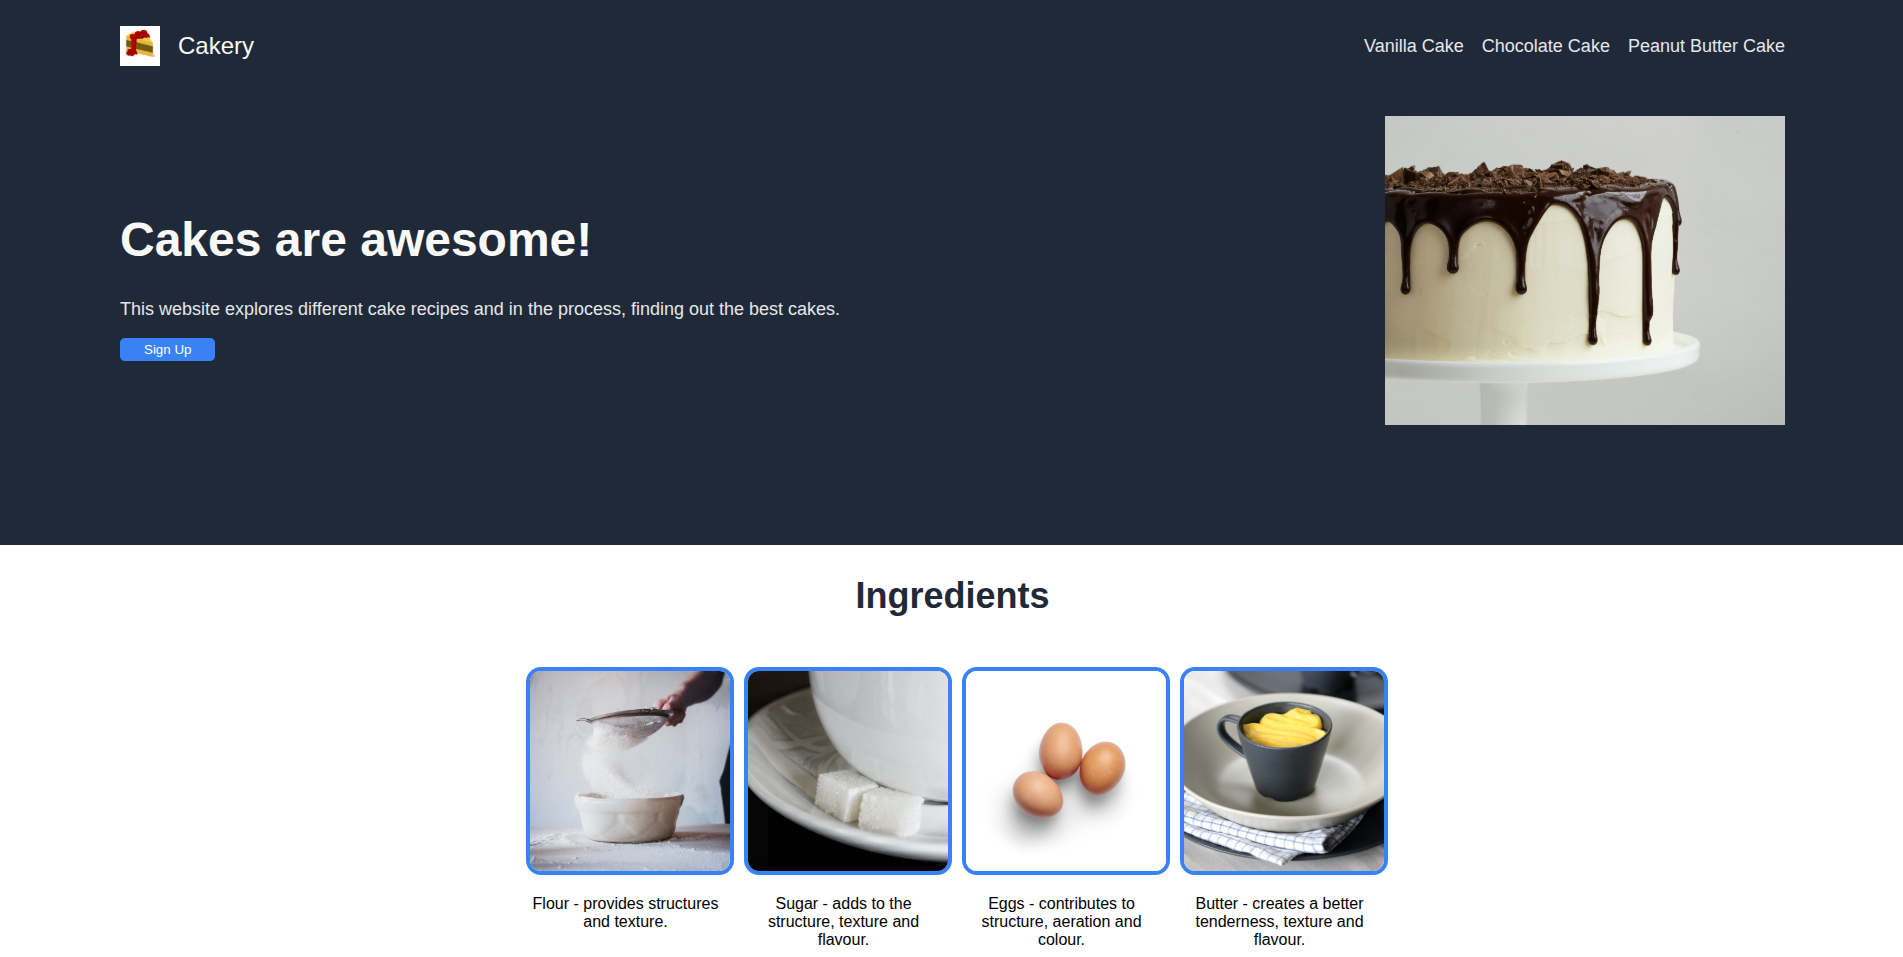 Cakery
Vanilla Cake Chocolate Cake Peanut Butter Cake
Cakes are awesome!
This website explores different cake recipes and in the process, finding out the best cakes.
Sign Up
Ingredients
Flour - provides structures
and texture.
Sugar - adds to the
structure, texture and
flavour.
Eggs - contributes to
structure, aeration and
colour.
Butter - creates a better
tenderness, texture and
flavour.